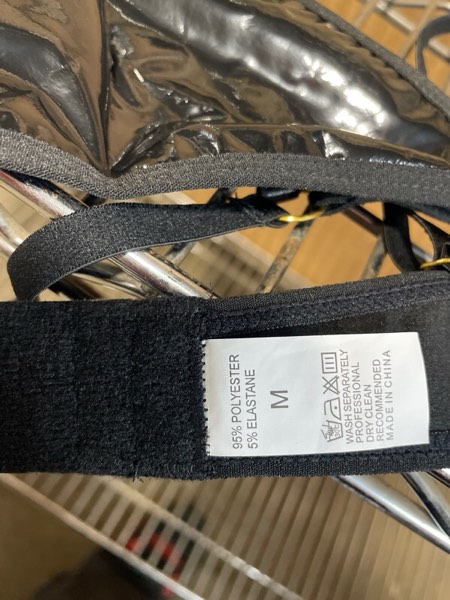 95% POLYESTER
5% ELASTANE
M
WASH SEPARATELY
PROFESSIONAL
DRY CLEAN
RECOMMENDED
MADE IN CHINA